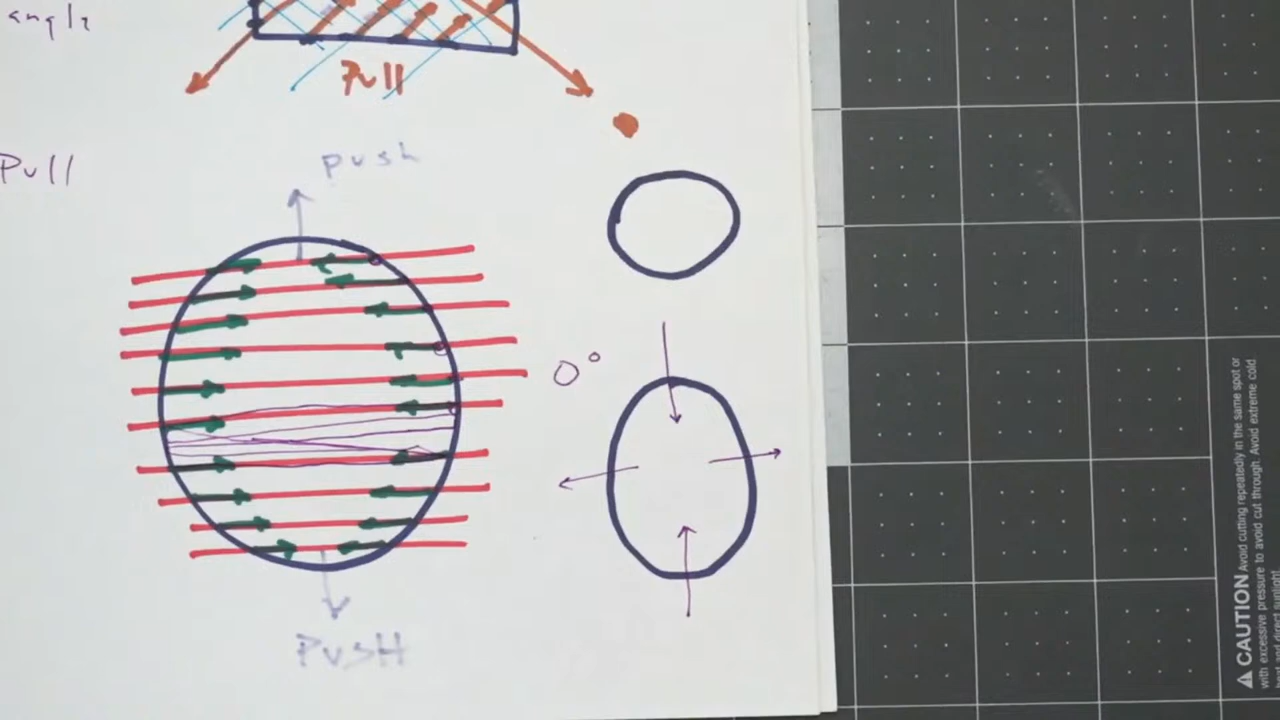 angle
Pull
Pull
push
0°
PUSH
⚠ CAUTION Avoid cutting repeatedly in the same spot or
with excessive pressure to avoid cut through. Avoid extreme cold